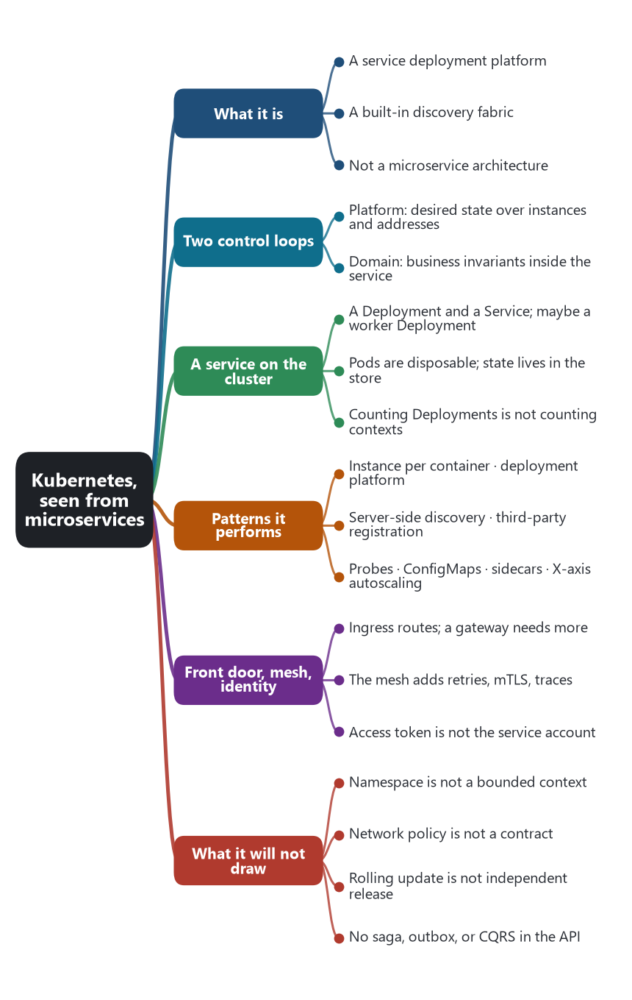 Kubernetes,
seen from
microservices
What it is
A service deployment platform
A built-in discovery fabric
Not a microservice architecture
Two control loops
Platform: desired state over instances
and addresses
Domain: business invariants inside the
service
A service on the
cluster
A Deployment and a Service; maybe a
worker Deployment
Pods are disposable; state lives in the
store
Counting Deployments is not counting
contexts
Patterns it
performs
Instance per container · deployment
platform
Server-side discovery · third-party
registration
Probes · ConfigMaps · sidecars · X-axis
autoscaling
Front door, mesh,
identity
Ingress routes; a gateway needs more
The mesh adds retries, mTLS, traces
Access token is not the service account
What it will not
draw
Namespace is not a bounded context
Network policy is not a contract
Rolling update is not independent
release
No saga, outbox, or CQRS in the API